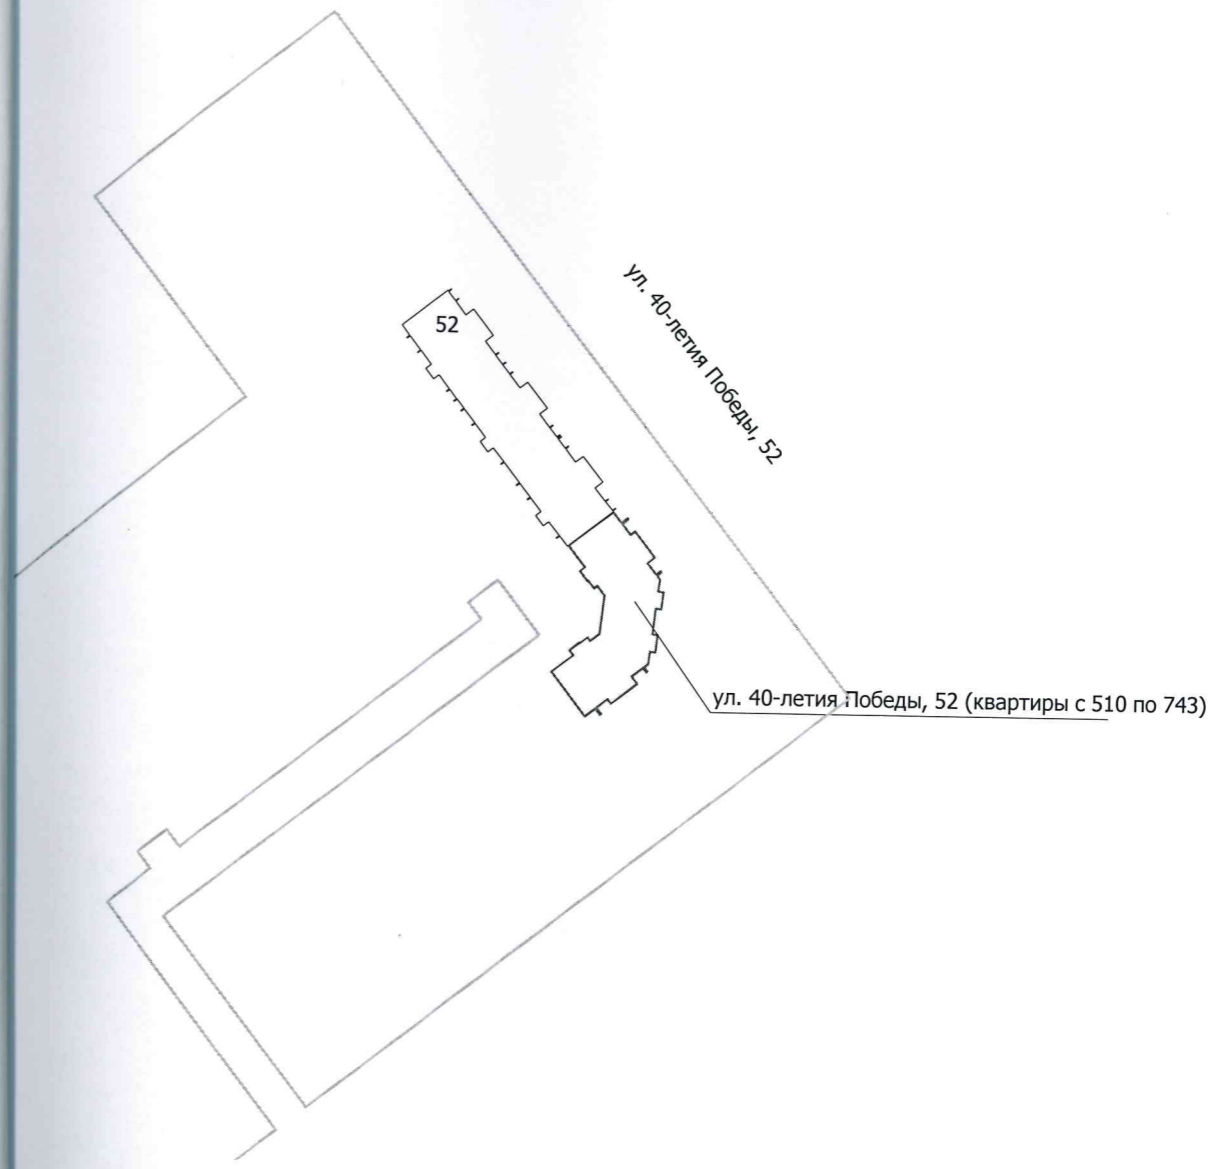 ул. 40-летия Победы, 52
52
ул. 40-летия Победы, 52 (квартиры с 510 по 743)